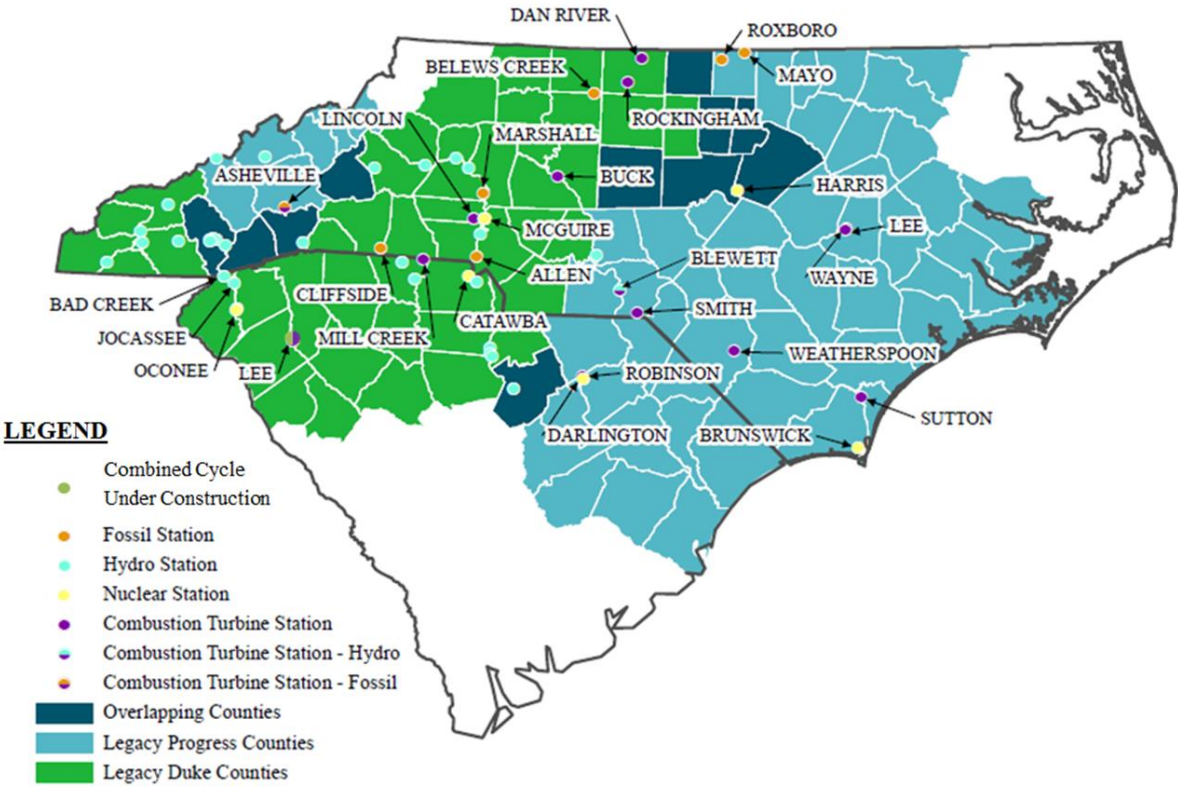 DAN RIVER
ROXBORO
BELEWS CREEK
MAYO
LINCOLN
ROCKINGHAM
MARSHALL
ASHEVILLE
BUCK
HARRIS
MCGUIRE
LEE
BLEWETT
WAYNE
ALLEN
BAD CREEK
CLIFFSIDE
SMITH
CATAWBA
JOCASSEE
MILL CREEK
WEATHERSPOON
OCONEE
LEE
ROBINSON
SUTTON
DARLINGTON
BRUNSWICK
LEGEND
Combined Cycle
Under Construction
Fossil Station
Hydro Station
Nuclear Station
Combustion Turbine Station
Combustion Turbine Station - Hydro
Combustion Turbine Station - Fossil
Overlapping Counties
Legacy Progress Counties
Legacy Duke Counties